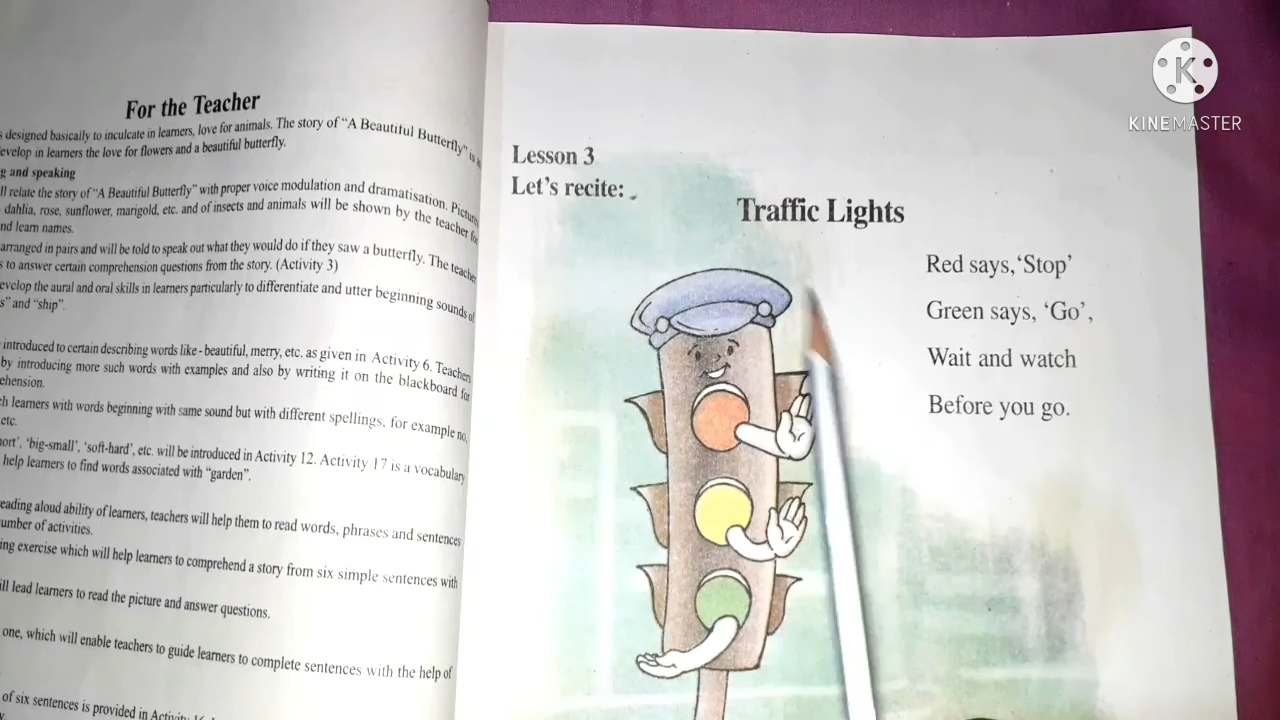 For the Teacher
designed basically to inculcate in learners, love for animals. The story of "A Beautiful Butterfly" is
evelop in learners the love for flowers and a beautiful butterfly.
g and speaking
ll relate the story of "A Beautiful Butterfly" with proper voice modulation and dramatisation. Picture
dahlia, rose, sunflower, marigold, etc. and of insects and animals will be shown by the teacher for
nd learn names.
arranged in pairs and will be told to speak out what they would do if they saw a butterfly. The teacher
s to answer certain comprehension questions from the story. (Activity 3)
evelop the aural and oral skills in learners particularly to differentiate and utter beginning sounds of
s" and "ship".
introduced to certain describing words like - beautiful, merry, etc. as given in Activity 6. Teachers
by introducing more such words with examples and also by writing it on the blackboard for
ehension.
ch learners with words beginning with same sound but with different spellings, for example no,
etc.
ort', 'big-small', 'soft-hard', etc. will be introduced in Activity 12. Activity 17 is a vocabulary
help learners to find words associated with "garden".
eading aloud ability of learners, teachers will help them to read words, phrases and sentences
umber of activities.
ing exercise which will help learners to comprehend a story from six simple sentences with
ill lead learners to read the picture and answer questions.
one, which will enable teachers to guide learners to complete sentences with the help of
of six sentences is provided in
Lesson 3
Let's recite:
Traffic Lights
Red says, 'Stop'
Green says, 'Go',
Wait and watch
Before you go.
K
KINEMASTER